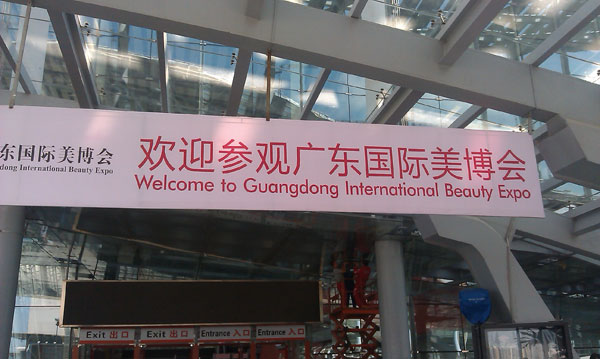 东国际美博会
dong International Beauty Expo
欢迎参观广东国际美博会
Welcome to Guangdong International Beauty Expo
Exit 出口
Exit 出口
Entrance 入口
Entrance 入口